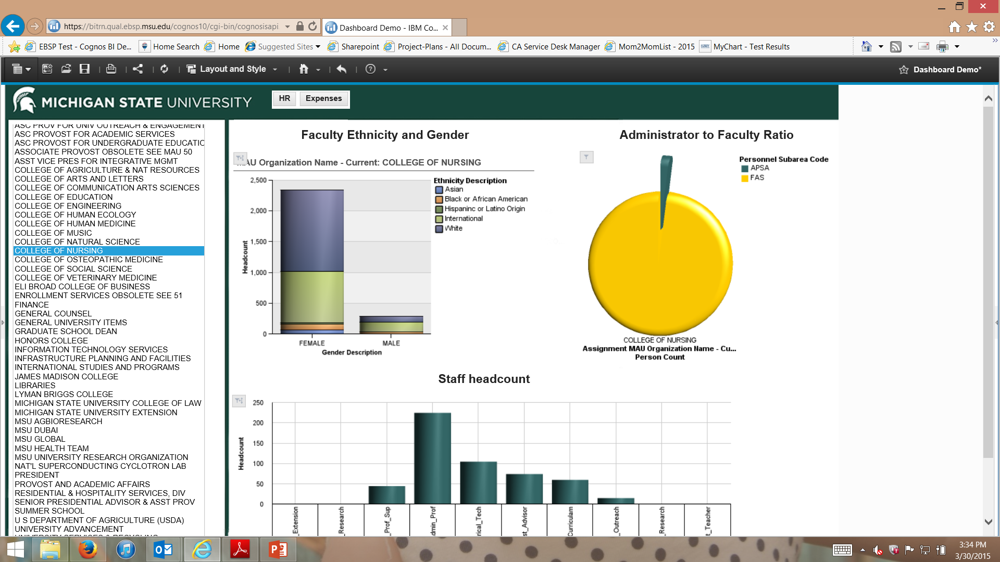 https://bitrn.qual.ebsp.msu.edu/cognos10/cgi-bin/cognosisapi.
Dashboard Demo - IBM Co...
EBSP Test - Cognos BI De...
Home Search
Home
Suggested Sites
Sharepoint
Project-Plans - All Docum...
CA Service Desk Manager
Mom2MomList - 2015
MyChart - Test Results
Layout and Style
Dashboard Demo*
MICHIGAN STATE UNIVERSITY
HR
Expenses
ASC PROV FOR UNIV OUTREACH & ENGAGEMENT
ASC PROVOST FOR ACADEMIC SERVICES
ASC PROVOST FOR UNDERGRADUATE EDUCATIO
ASSOCIATE PROVOST OBSOLETE SEE MAU 50
ASST VICE PRES FOR INTEGRATIVE MGMT
COLLEGE OF AGRICULTURE & NAT RESOURCES
COLLEGE OF ARTS AND LETTERS
COLLEGE OF COMMUNICATION ARTS SCIENCES
COLLEGE OF EDUCATION
COLLEGE OF ENGINEERING
COLLEGE OF HUMAN ECOLOGY
COLLEGE OF HUMAN MEDICINE
COLLEGE OF MUSIC
COLLEGE OF NATURAL SCIENCE
COLLEGE OF NURSING
COLLEGE OF OSTEOPATHIC MEDICINE
COLLEGE OF SOCIAL SCIENCE
COLLEGE OF VETERINARY MEDICINE
ELI BROAD COLLEGE OF BUSINESS
ENROLLMENT SERVICES OBSOLETE SEE 51
FINANCE
GENERAL COUNSEL
GENERAL UNIVERSITY ITEMS
GRADUATE SCHOOL DEAN
HONORS COLLEGE
INFORMATION TECHNOLOGY SERVICES
INFRASTRUCTURE PLANNING AND FACILITIES
INTERNATIONAL STUDIES AND PROGRAMS
JAMES MADISON COLLEGE
LIBRARIES
LYMAN BRIGGS COLLEGE
MICHIGAN STATE UNIVERSITY COLLEGE OF LAW
MICHIGAN STATE UNIVERSITY EXTENSION
MSU AGBIORESEARCH
MSU DUBAI
MSU GLOBAL
MSU HEALTH TEAM
MSU UNIVERSITY RESEARCH ORGANIZATION
NAT'L SUPERCONDUCTING CYCLOTRON LAB
PRESIDENT
PROVOST AND ACADEMIC AFFAIRS
RESIDENTIAL & HOSPITALITY SERVICES, DIV
SENIOR PRESIDENTIAL ADVISOR & ASST PROV
SUMMER SCHOOL
U S DEPARTMENT OF AGRICULTURE (USDA)
UNIVERSITY ADVANCEMENT
UNIVERSITY SERVICES & RECYCLING
Faculty Ethnicity and Gender
MAU Organization Name - Current: COLLEGE OF NURSING
2,500
2,000
1,500
1,000
500
0
Headcount
FEMALE
MALE
Gender Description
Ethnicity Description
Asian
Black or African American
Hispaninc or Latino Origin
International
White
Administrator to Faculty Ratio
Personnel Subarea Code
APSA
FAS
COLLEGE OF NURSING
Assignment MAU Organization Name - Cu...
Person Count
Staff headcount
250
200
150
100
50
0
Headcount
_Extension
_Research
_Prof_Sup
dmin_Prof
rical_Tech
st_Advisor
Curriculam
_Outreach
_Research
t_Teacher
3:34 PM
3/30/2015